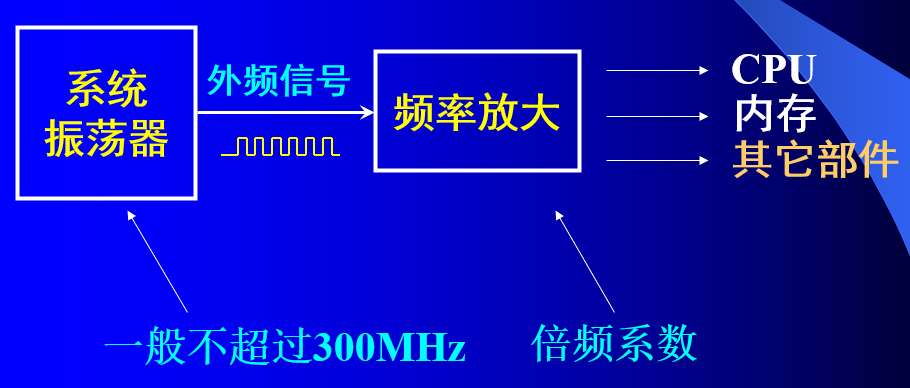 系统
振荡器
外频信号
频率放大
CPU
内存
其它部件
一般不超过300MHz
倍频系数